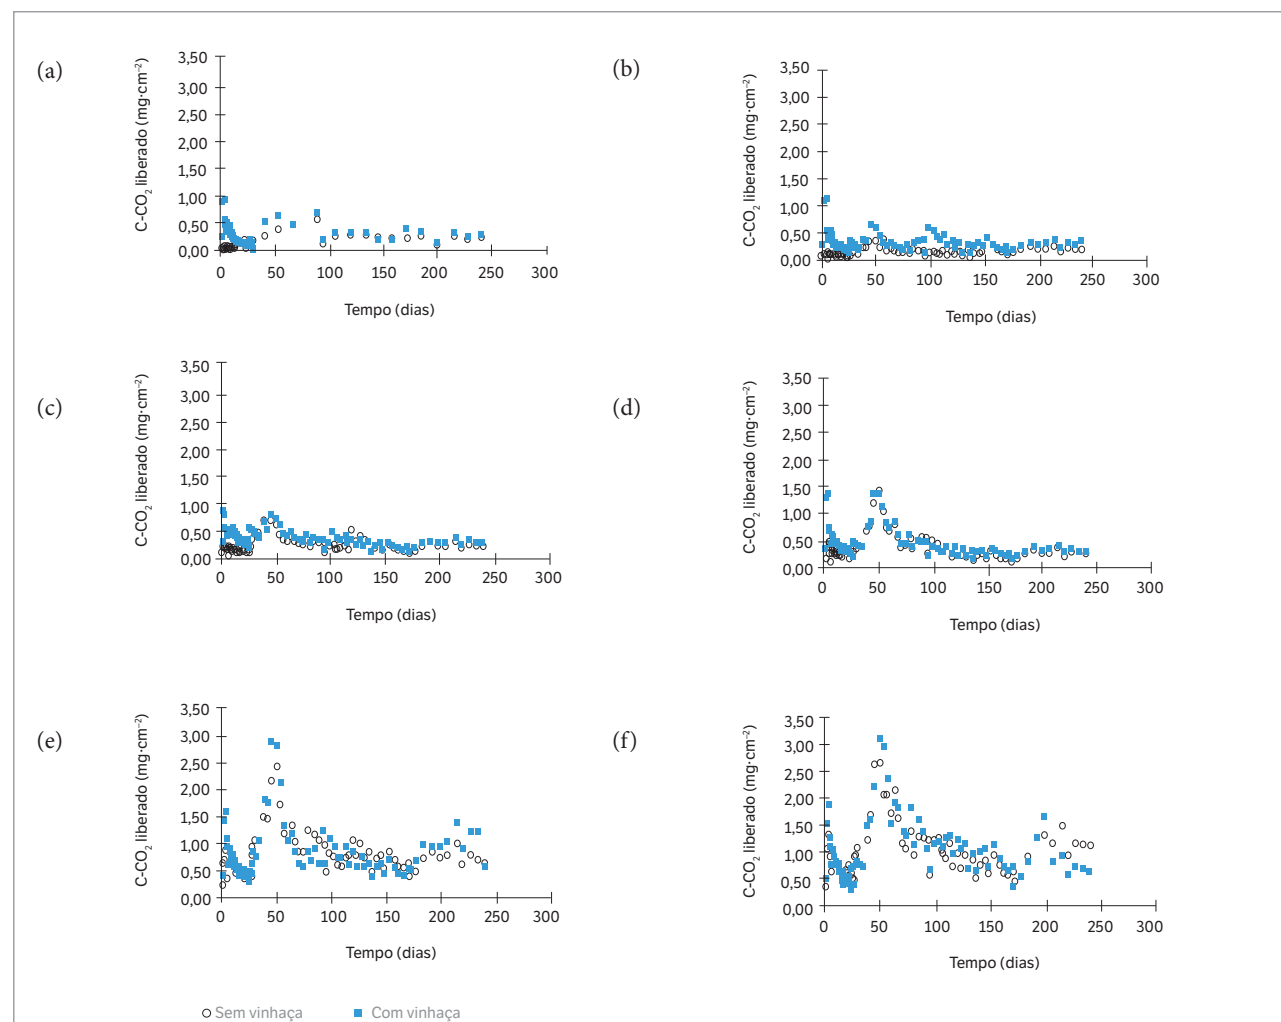 (a)
C-CO₂ liberado (mg·cm⁻²)
3,50
3,00
2,50
2,00
1,50
1,00
0,50
0,00
0 50 100 150 200 250 300
Tempo (dias)
(b)
C-CO₂ liberado (mg·cm⁻²)
3,50
3,00
2,50
2,00
1,50
1,00
0,50
0,00
0 50 100 150 200 250 300
Tempo (dias)
(c)
C-CO₂ liberado (mg·cm⁻²)
3,50
3,00
2,50
2,00
1,50
1,00
0,50
0,00
0 50 100 150 200 250 300
Tempo (dias)
(d)
C-CO₂ liberado (mg·cm⁻²)
3,50
3,00
2,50
2,00
1,50
1,00
0,50
0,00
0 50 100 150 200 250 300
Tempo (dias)
(e)
C-CO₂ liberado (mg·cm⁻²)
3,50
3,00
2,50
2,00
1,50
1,00
0,50
0,00
0 50 100 150 200 250 300
Tempo (dias)
(f)
C-CO₂ liberado (mg·cm⁻²)
3,50
3,00
2,50
2,00
1,50
1,00
0,50
0,00
0 50 100 150 200 250 300
Tempo (dias)
Sem vinhaça Com vinhaça